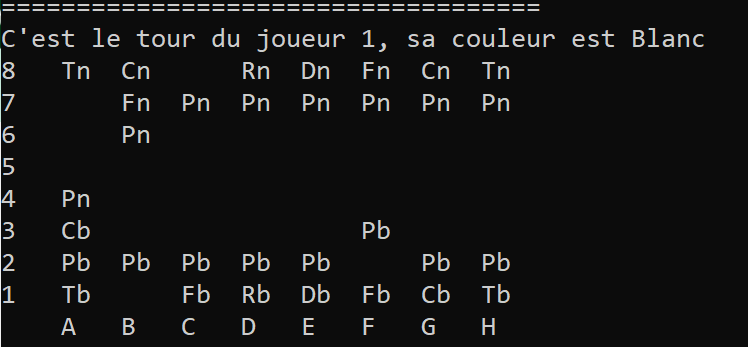 ====================================
C'est le tour du joueur 1, sa couleur est Blanc
8   Tn  Cn      Rn  Dn  Fn  Cn  Tn
7       Fn  Pn  Pn  Pn  Pn  Pn  Pn
6       Pn
5
4   Pn
3   Cb                  Pb
2   Pb  Pb  Pb  Pb  Pb      Pb  Pb
1   Tb      Fb  Rb  Db  Fb  Cb  Tb
    A   B   C   D   E   F   G   H